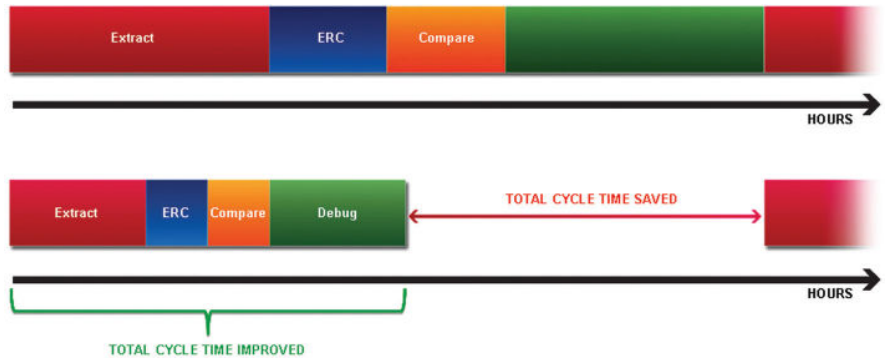 Extract ERC Compare
HOURS
Extract ERC Compare Debug
TOTAL CYCLE TIME SAVED
HOURS
TOTAL CYCLE TIME IMPROVED